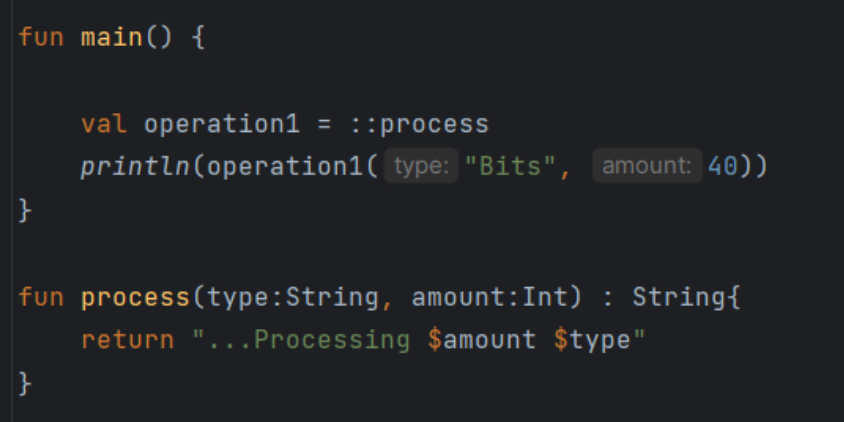 fun main() {
val operation1 = ::process
println(operation1( type: "Bits", amount: 40))
}
fun process(type:String, amount:Int) : String{
return "...Processing $amount $type"
}